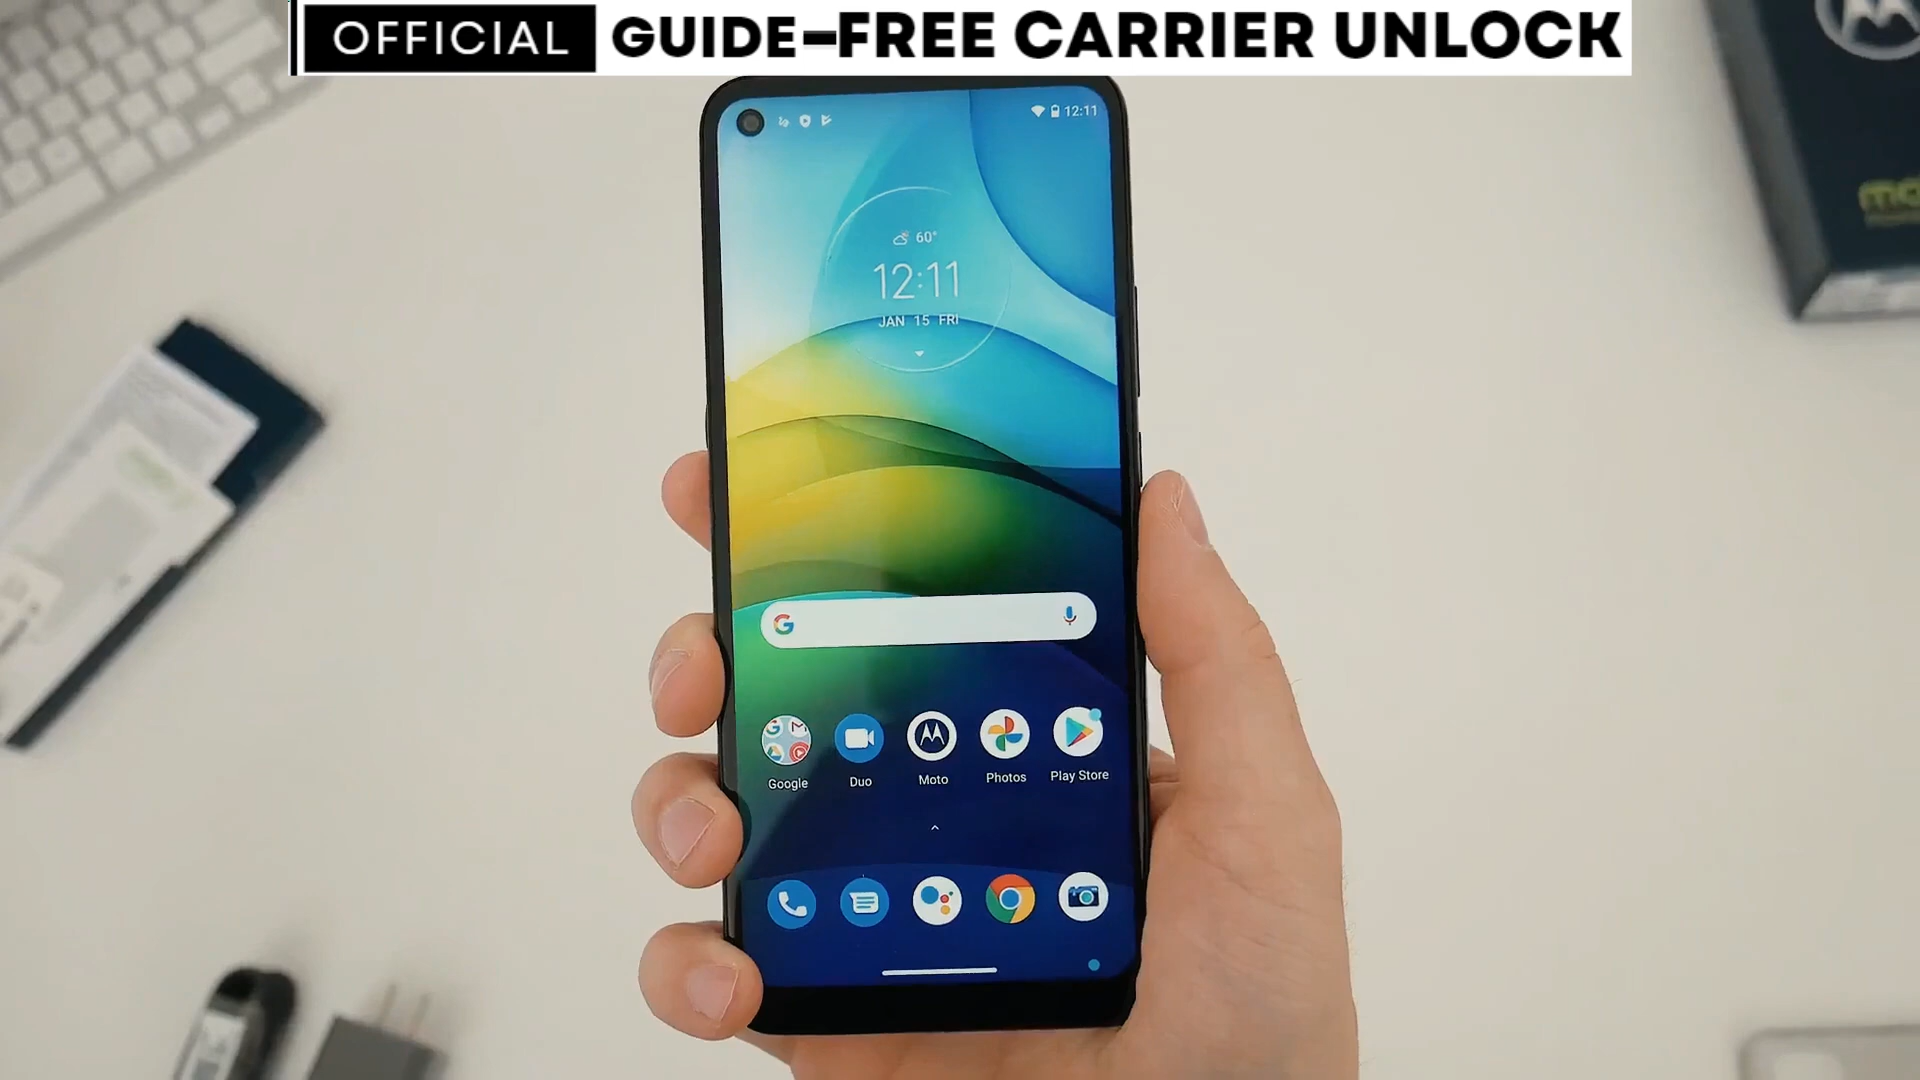 OFFICIAL GUIDE–FREE CARRIER UNLOCK
12:11
60°
12:11
JAN 15 FRI
Google Duo Moto Photos Play Store